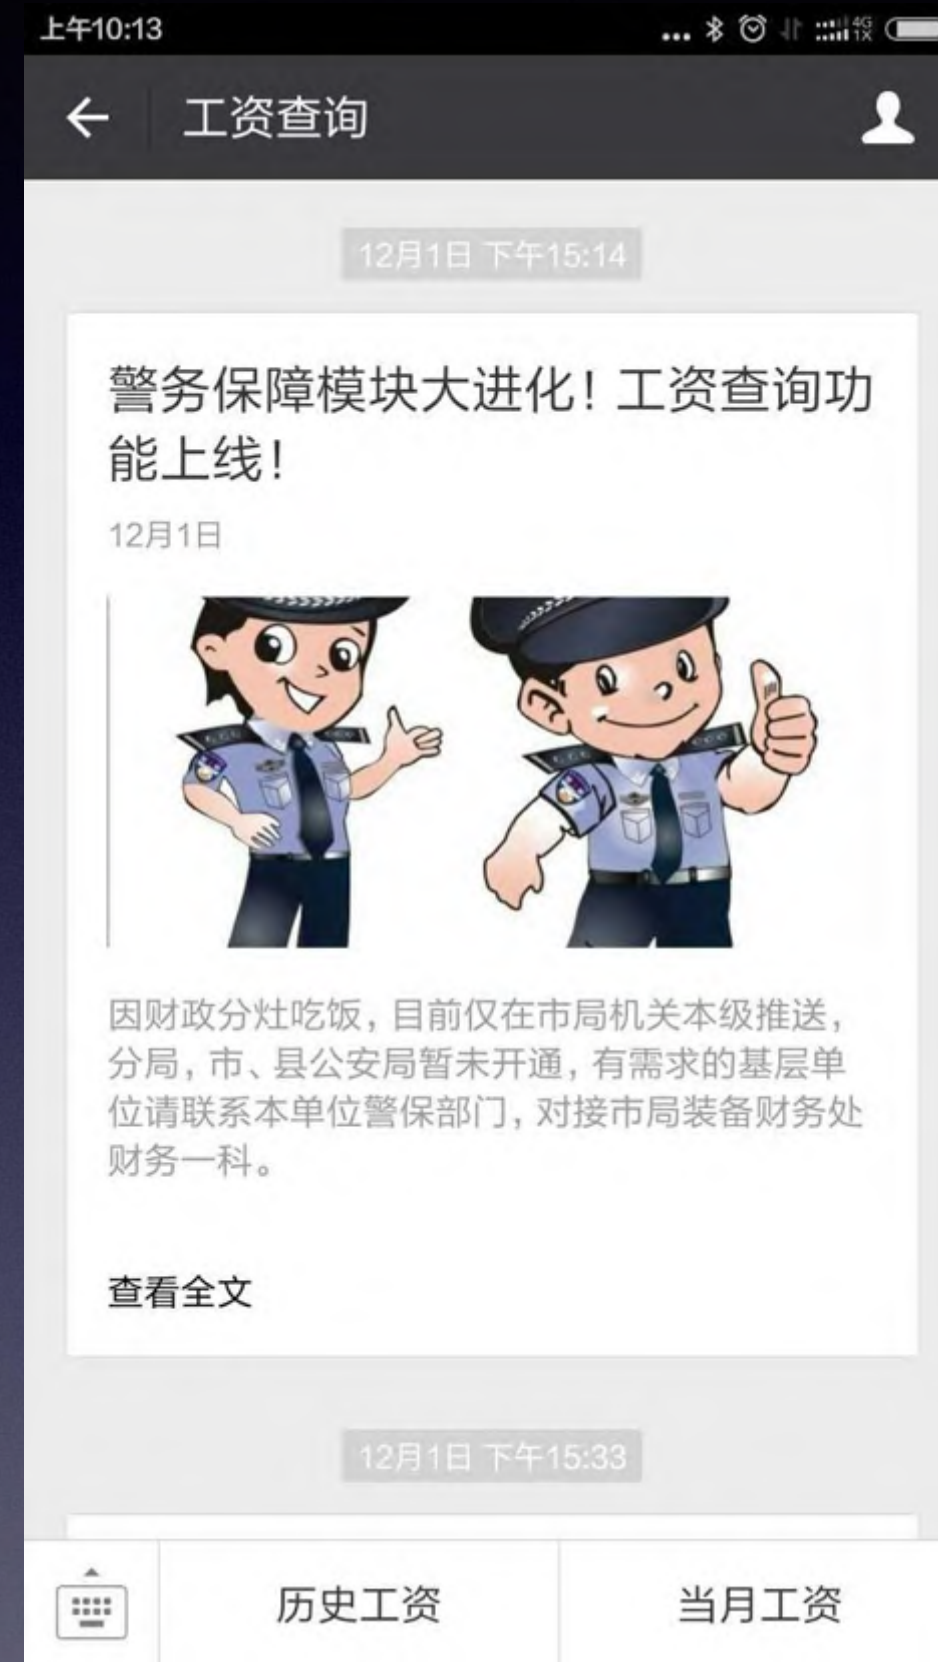 上午10:13
... 4G 1X
工资查询
12月1日 下午15:14
警务保障模块大进化！工资查询功
能上线！
12月1日
因财政分灶吃饭，目前仅在市局机关本级推送，
分局，市、县公安局暂未开通，有需求的基层单
位请联系本单位警保部门，对接市局装备财务处
财务一科。
查看全文
12月1日 下午15:33
历史工资
当月工资